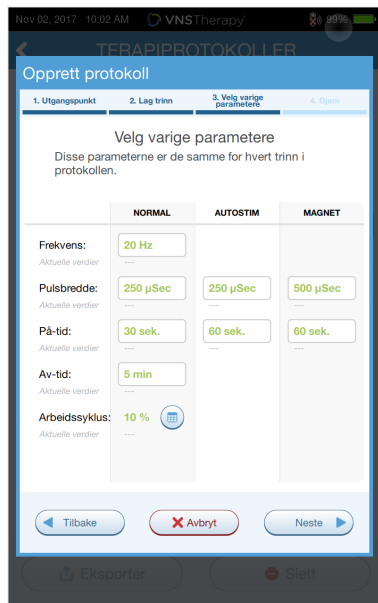 Nov 02, 2017 10:02 AM VNSTherapy 99%
TERAPIPROTOKOLLER
Opprett protokoll
1. Utgangspunkt 2. Lag trinn 3. Velg varige parametere 4. Gjem
Velg varige parametere
Disse parameterne er de samme for hvert trinn i
protokollen.
NORMAL AUTOSTIM MAGNET
Frekvens: 20 Hz
Aktuelle verdier ----
Pulsbredde: 250 µSec 250 µSec 500 µSec
Aktuelle verdier ---- ---- ----
På-tid: 30 sek. 60 sek. 60 sek.
Aktuelle verdier ---- ---- ----
Av-tid: 5 min
Aktuelle verdier ----
Arbeidssyklus: 10 %
Aktuelle verdier ----
Tilbake Avbryt Neste
Eksporter Slett